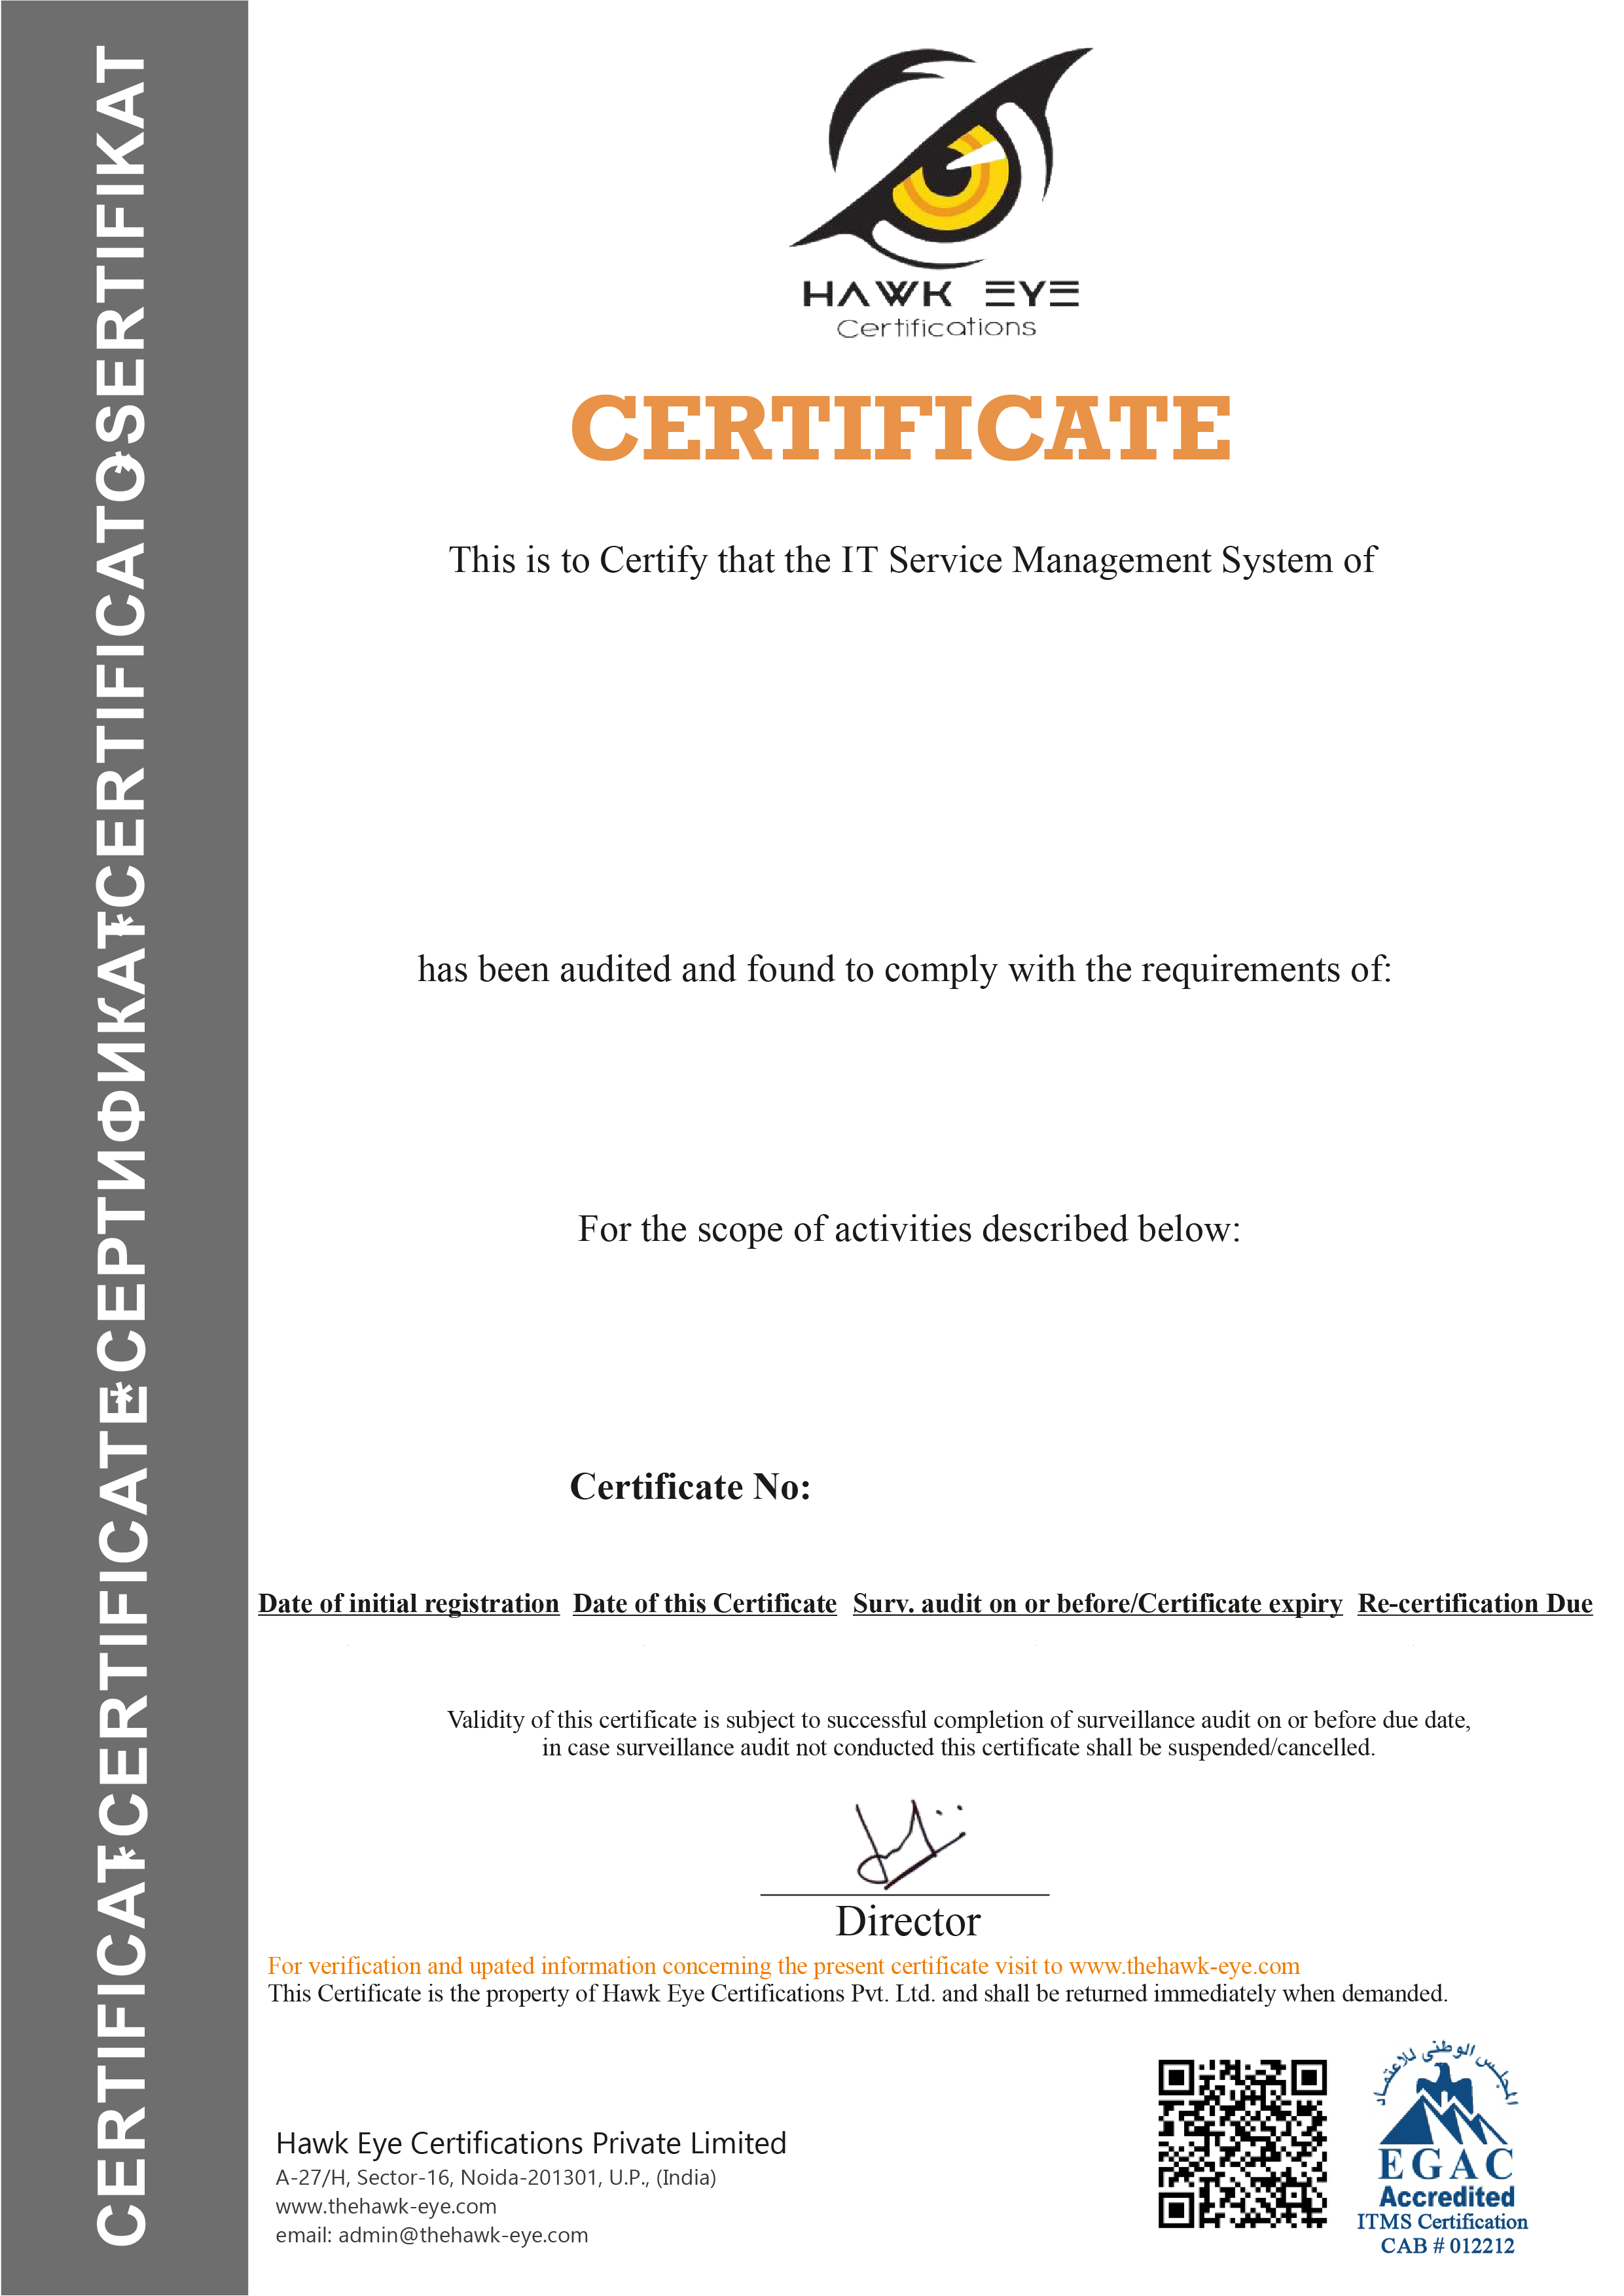 CERTIFICAT*CERTIFICATE*СЕРТИФИКАТ*CERTIFICATO*SERTIFIKAT
HAWK EYE
Certifications
CERTIFICATE
This is to Certify that the IT Service Management System of
has been audited and found to comply with the requirements of:
For the scope of activities described below:
Certificate No:
Date of initial registration Date of this Certificate Surv. audit on or before/Certificate expiry Re-certification Due
Validity of this certificate is subject to successful completion of surveillance audit on or before due date,
in case surveillance audit not conducted this certificate shall be suspended/cancelled.
Director
For verification and upated information concerning the present certificate visit to www.thehawk-eye.com
This Certificate is the property of Hawk Eye Certifications Pvt. Ltd. and shall be returned immediately when demanded.
Hawk Eye Certifications Private Limited
A-27/H, Sector-16, Noida-201301, U.P., (India)
www.thehawk-eye.com
email: admin@thehawk-eye.com
المجلس الوطني للاعتماد
EGAC
Accredited
ITMS Certification
CAB # 012212